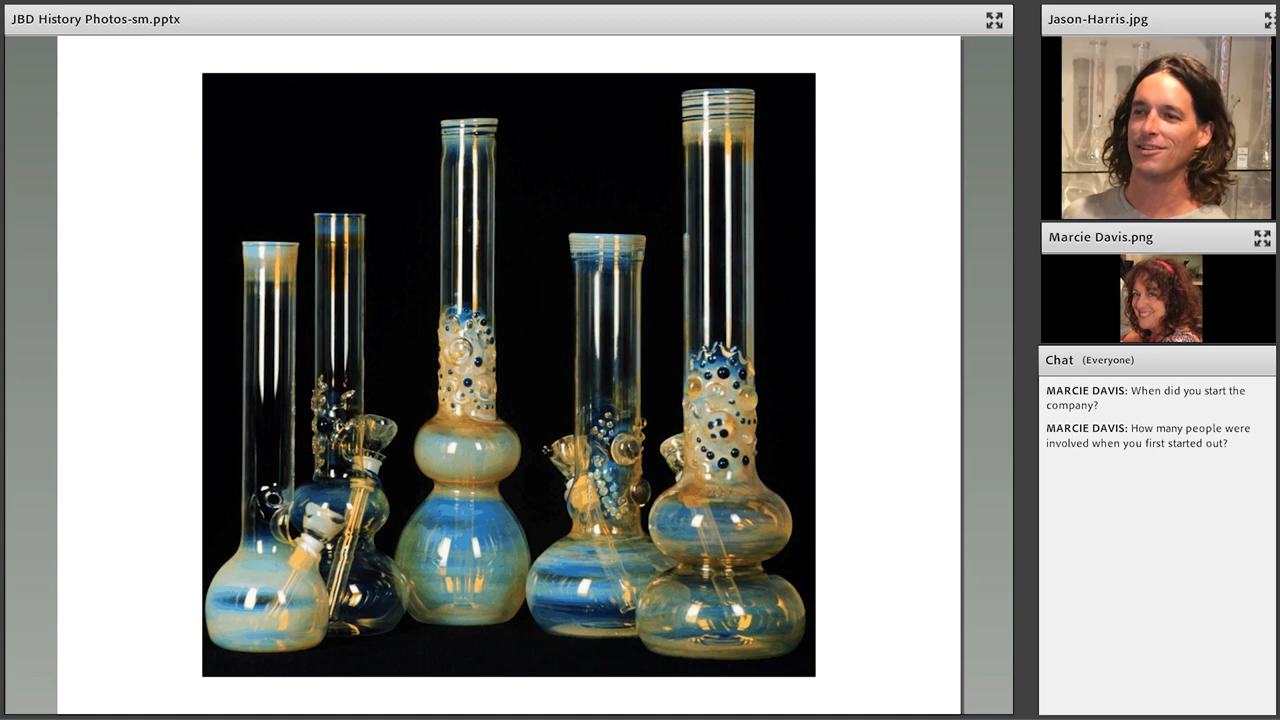 JBD History Photos-sm.pptx
Jason-Harris.jpg
Marcie Davis.png
Chat (Everyone)
MARCIE DAVIS: When did you start the
company?
MARCIE DAVIS: How many people were
involved when you first started out?